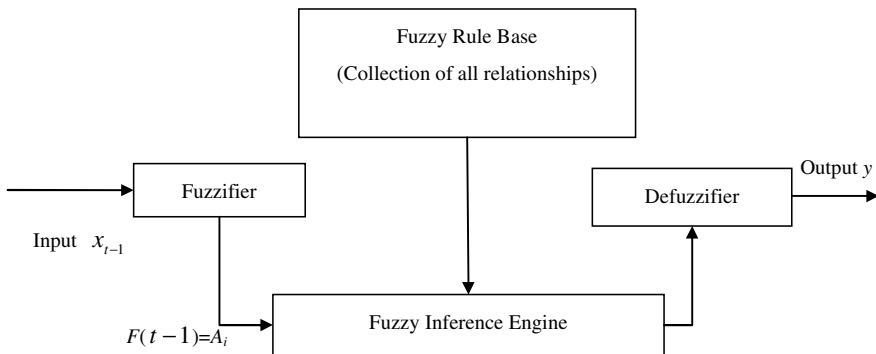 Fuzzy Rule Base
(Collection of all relationships)
Fuzzifier
Output y
Defuzzifier
Input x_{t−1}
Fuzzy Inference Engine
F(t−1)=A_i